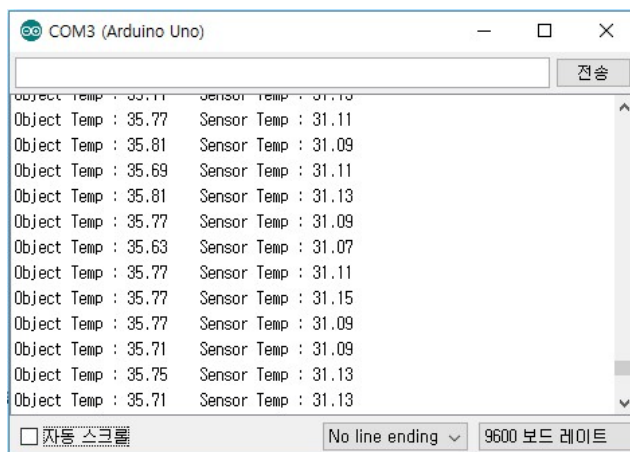 COM3 (Arduino Uno)
전송
Object Temp : 35.77 Sensor Temp : 31.11
Object Temp : 35.81 Sensor Temp : 31.09
Object Temp : 35.69 Sensor Temp : 31.11
Object Temp : 35.81 Sensor Temp : 31.13
Object Temp : 35.77 Sensor Temp : 31.09
Object Temp : 35.63 Sensor Temp : 31.07
Object Temp : 35.77 Sensor Temp : 31.11
Object Temp : 35.77 Sensor Temp : 31.15
Object Temp : 35.77 Sensor Temp : 31.09
Object Temp : 35.71 Sensor Temp : 31.09
Object Temp : 35.75 Sensor Temp : 31.13
Object Temp : 35.71 Sensor Temp : 31.13
자동 스크롤 No line ending 9600 보드 레이트